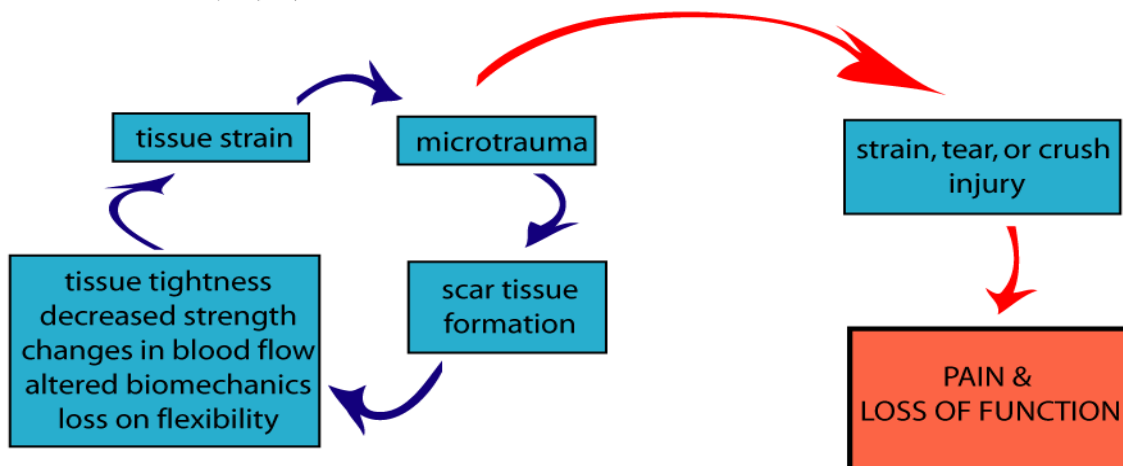 tissue strain
microtrauma
strain, tear, or crush
injury
tissue tightness
decreased strength
changes in blood flow
altered biomechanics
loss on flexibility
scar tissue
formation
PAIN &
LOSS OF FUNCTION